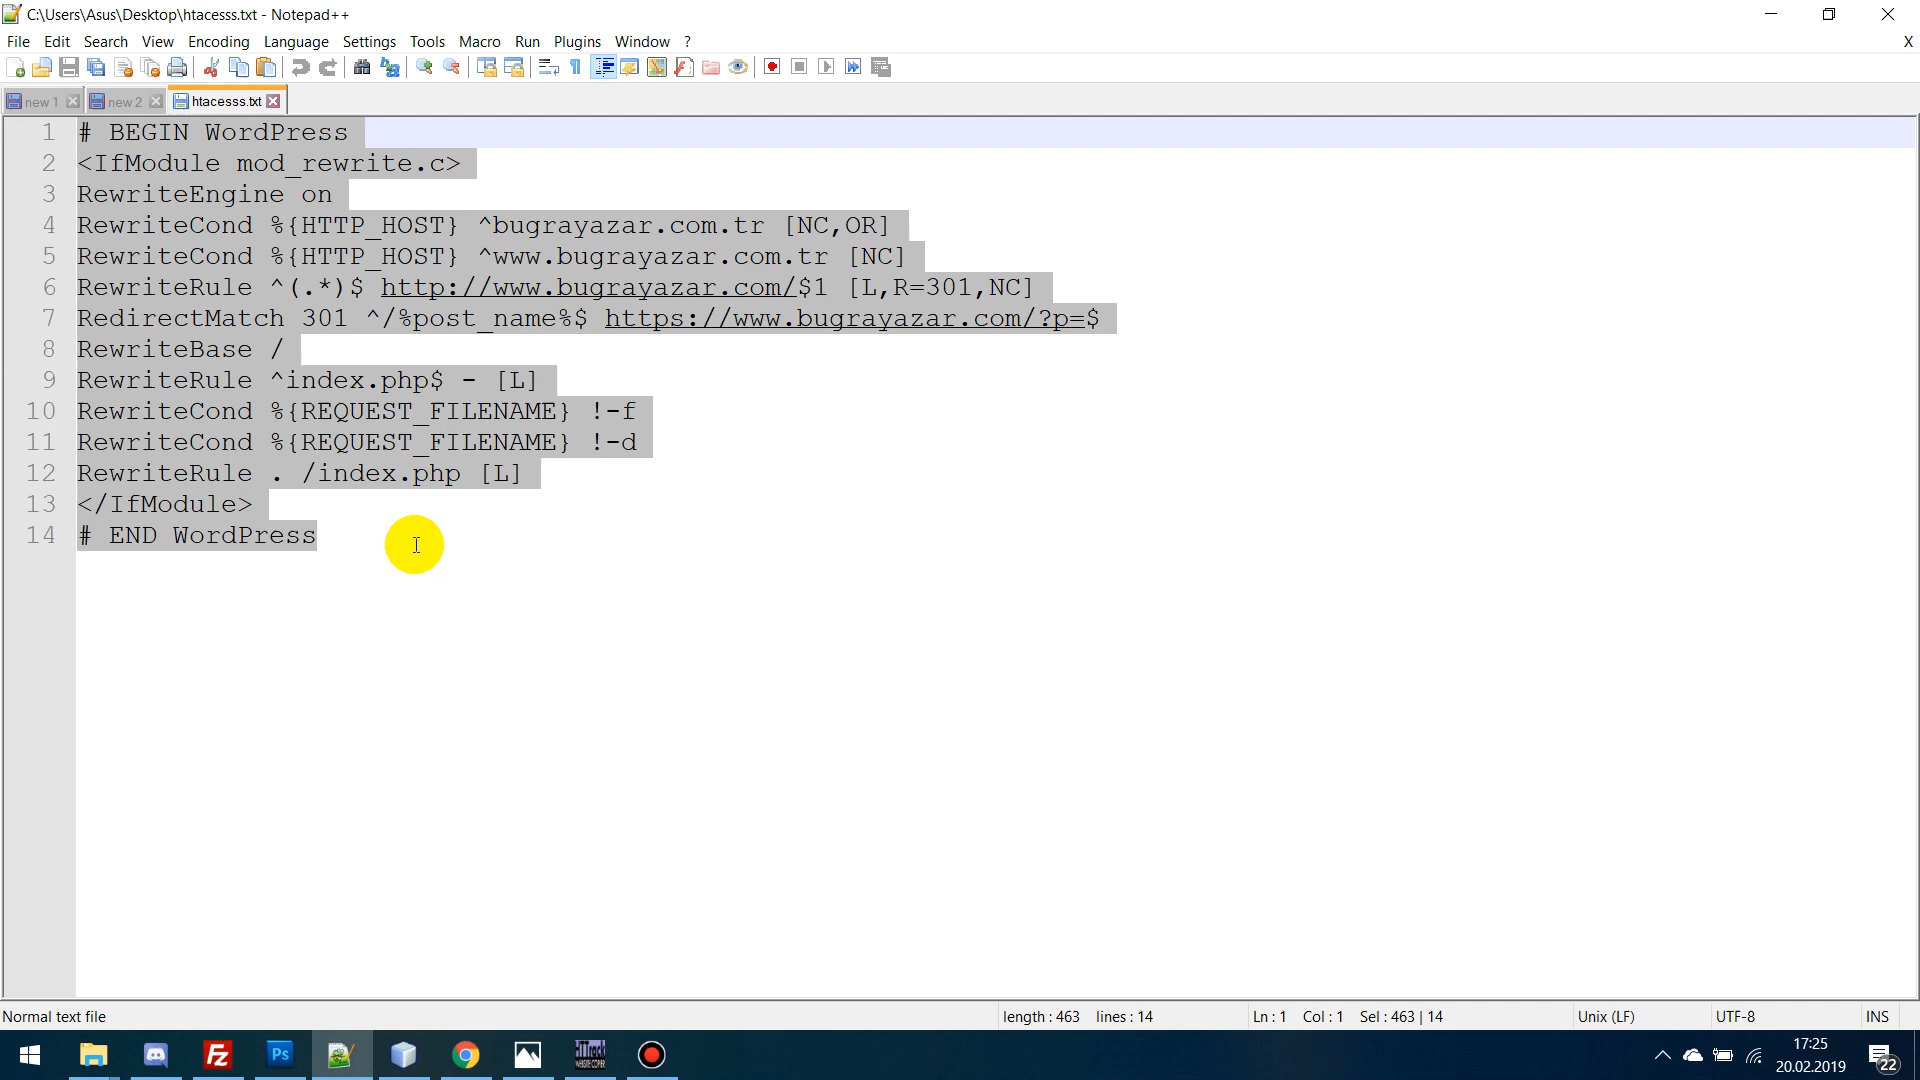 C:\Users\Asus\Desktop\htacesss.txt - Notepad++
File Edit Search View Encoding Language Settings Tools Macro Run Plugins Window ? X
new 1 new 2 htacesss.txt
1 # BEGIN WordPress
2 <IfModule mod_rewrite.c>
3 RewriteEngine on
4 RewriteCond %{HTTP_HOST} ^bugrayazar.com.tr [NC,OR]
5 RewriteCond %{HTTP_HOST} ^www.bugrayazar.com.tr [NC]
6 RewriteRule ^(.*)$ http://www.bugrayazar.com/$1 [L,R=301,NC]
7 RedirectMatch 301 ^/%post_name%$ https://www.bugrayazar.com/?p=$
8 RewriteBase /
9 RewriteRule ^index.php$ - [L]
10 RewriteCond %{REQUEST_FILENAME} !-f
11 RewriteCond %{REQUEST_FILENAME} !-d
12 RewriteRule . /index.php [L]
13 </IfModule>
14 # END WordPress
Normal text file length : 463 lines : 14 Ln : 1 Col : 1 Sel : 463 | 14 Unix (LF) UTF-8 INS
Fz Ps HTTrack WEBSITE COPIER
17:25
20.02.2019
22